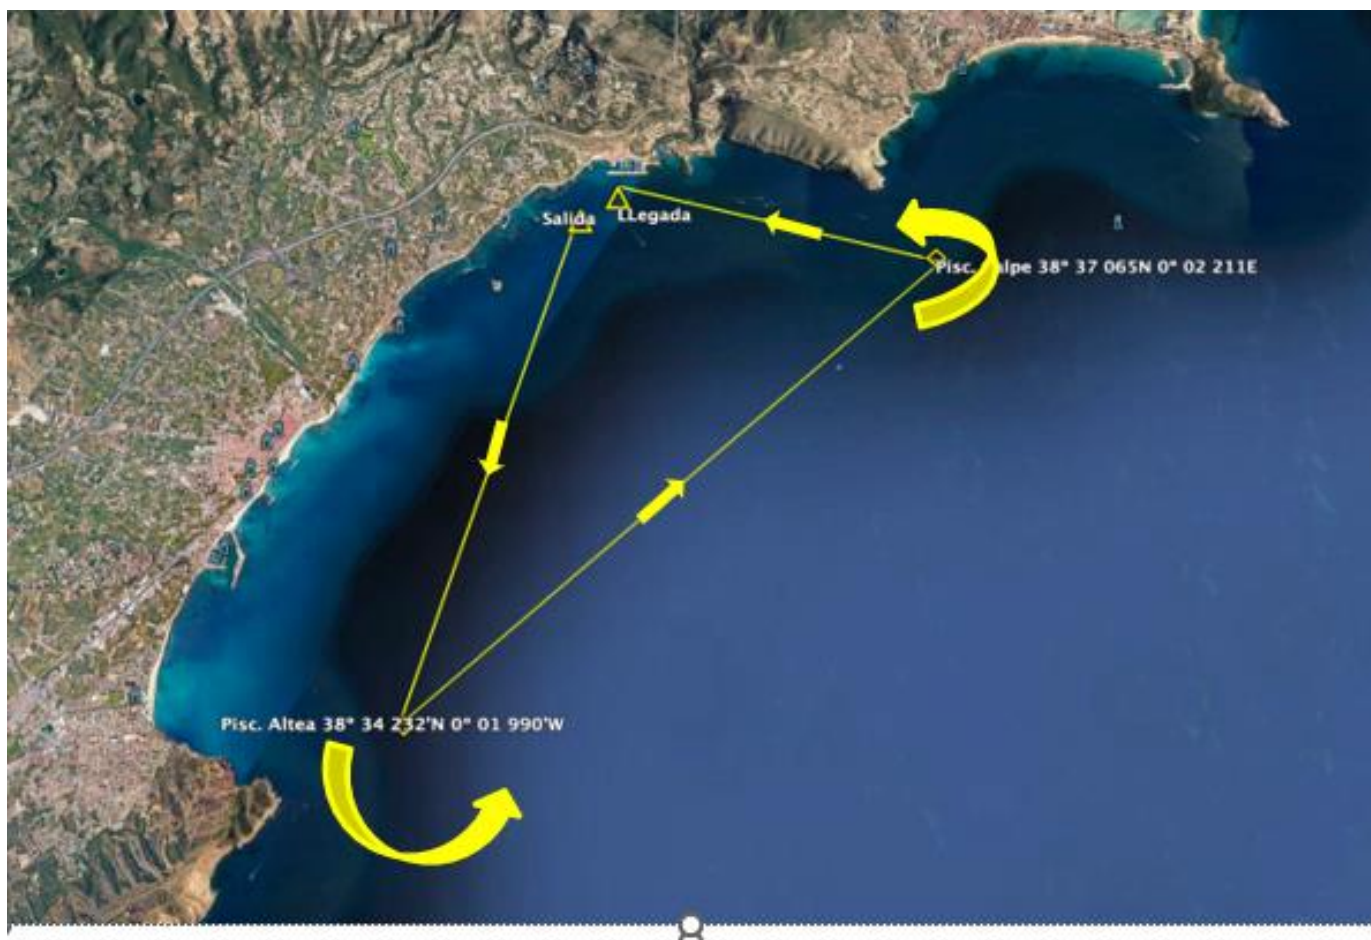 Salida
LLegada
Pisc. alpe 38° 37 065N 0° 02 211E
Pisc. Altea 38° 34 232'N 0° 01 990'W